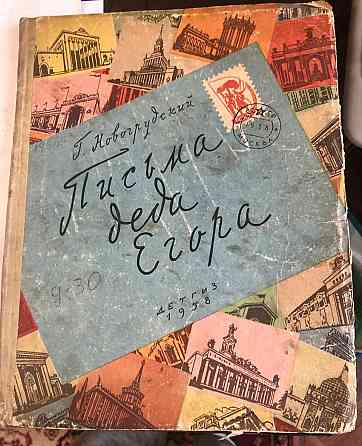 Г. Новогрудский
Письма
деда
Егора
9-30
ДЕТГИЗ
1958